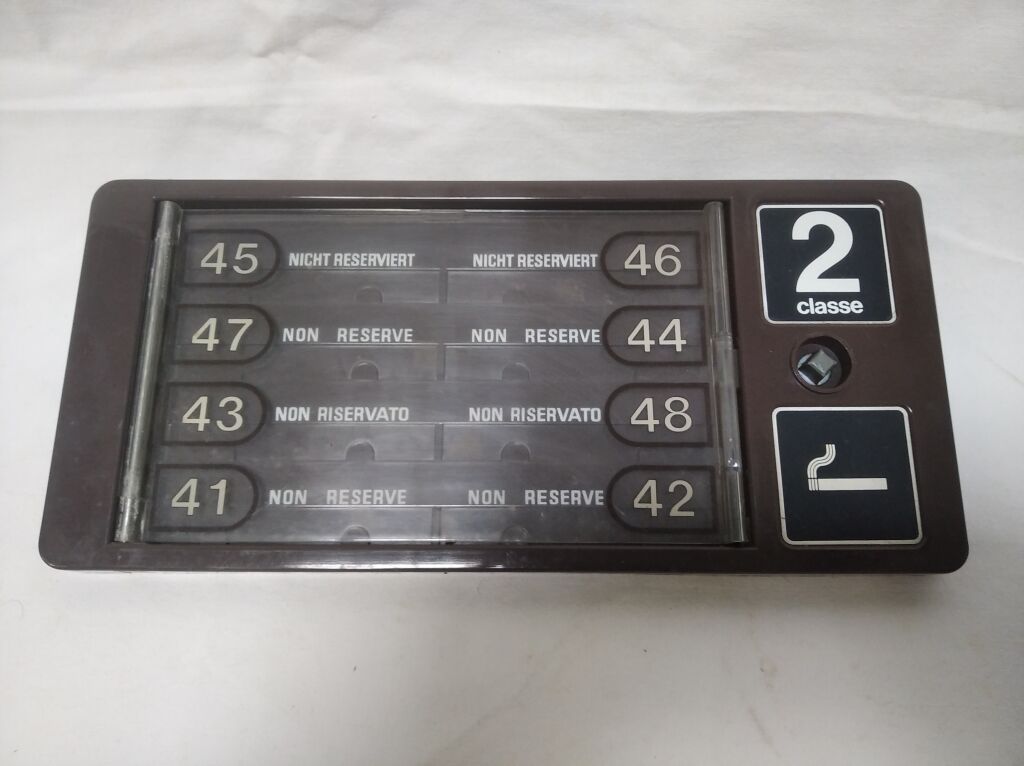 45 NICHT RESERVIERT NICHT RESERVIERT 46
47 NON RESERVE NON RESERVE 44
43 NON RISERVATO NON RISERVATO 48
41 NON RESERVE NON RESERVE 42
2
classe